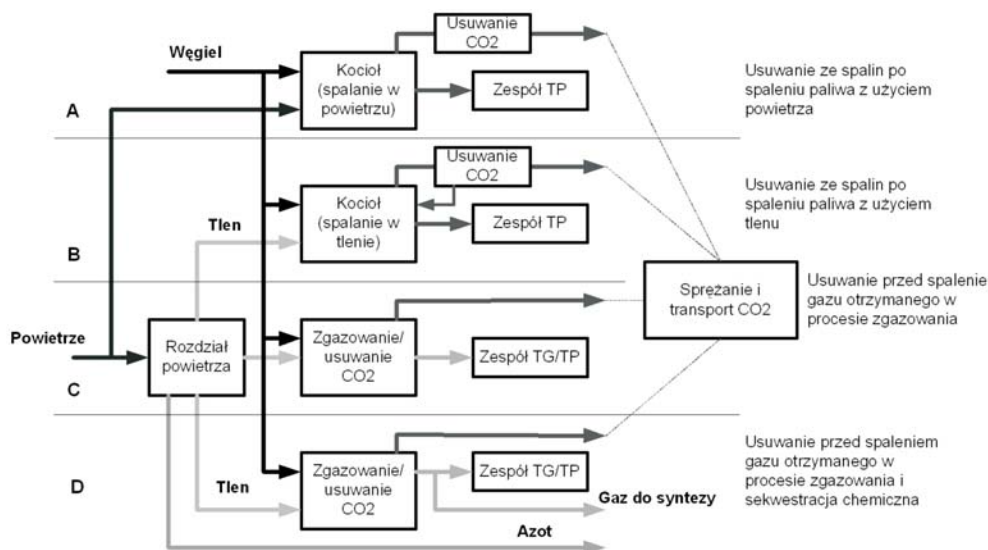 Usuwanie
CO2
Węgiel
Kocioł
(spalanie w
powietrzu)
Zespół TP
Usuwanie ze spalin po
spaleniu paliwa z użyciem
powietrza
A
Usuwanie
CO2
Kocioł
(spalanie w
tlenie)
Zespół TP
Tlen
Usuwanie ze spalin po
spaleniu paliwa z użyciem
tlenu
B
Sprężanie i
transport CO2
Usuwanie przed spalenie
gazu otrzymanego w
procesie zgazowania
Powietrze
Rozdział
powietrza
Zgazowanie/
usuwanie
CO2
Zespół TG/TP
C
Usuwanie przed spaleniem
gazu otrzymanego w
procesie zgazowania i
sekwestracja chemiczna
Zgazowanie/
usuwanie
CO2
Zespół TG/TP
D
Tlen
Gaz do syntezy
Azot